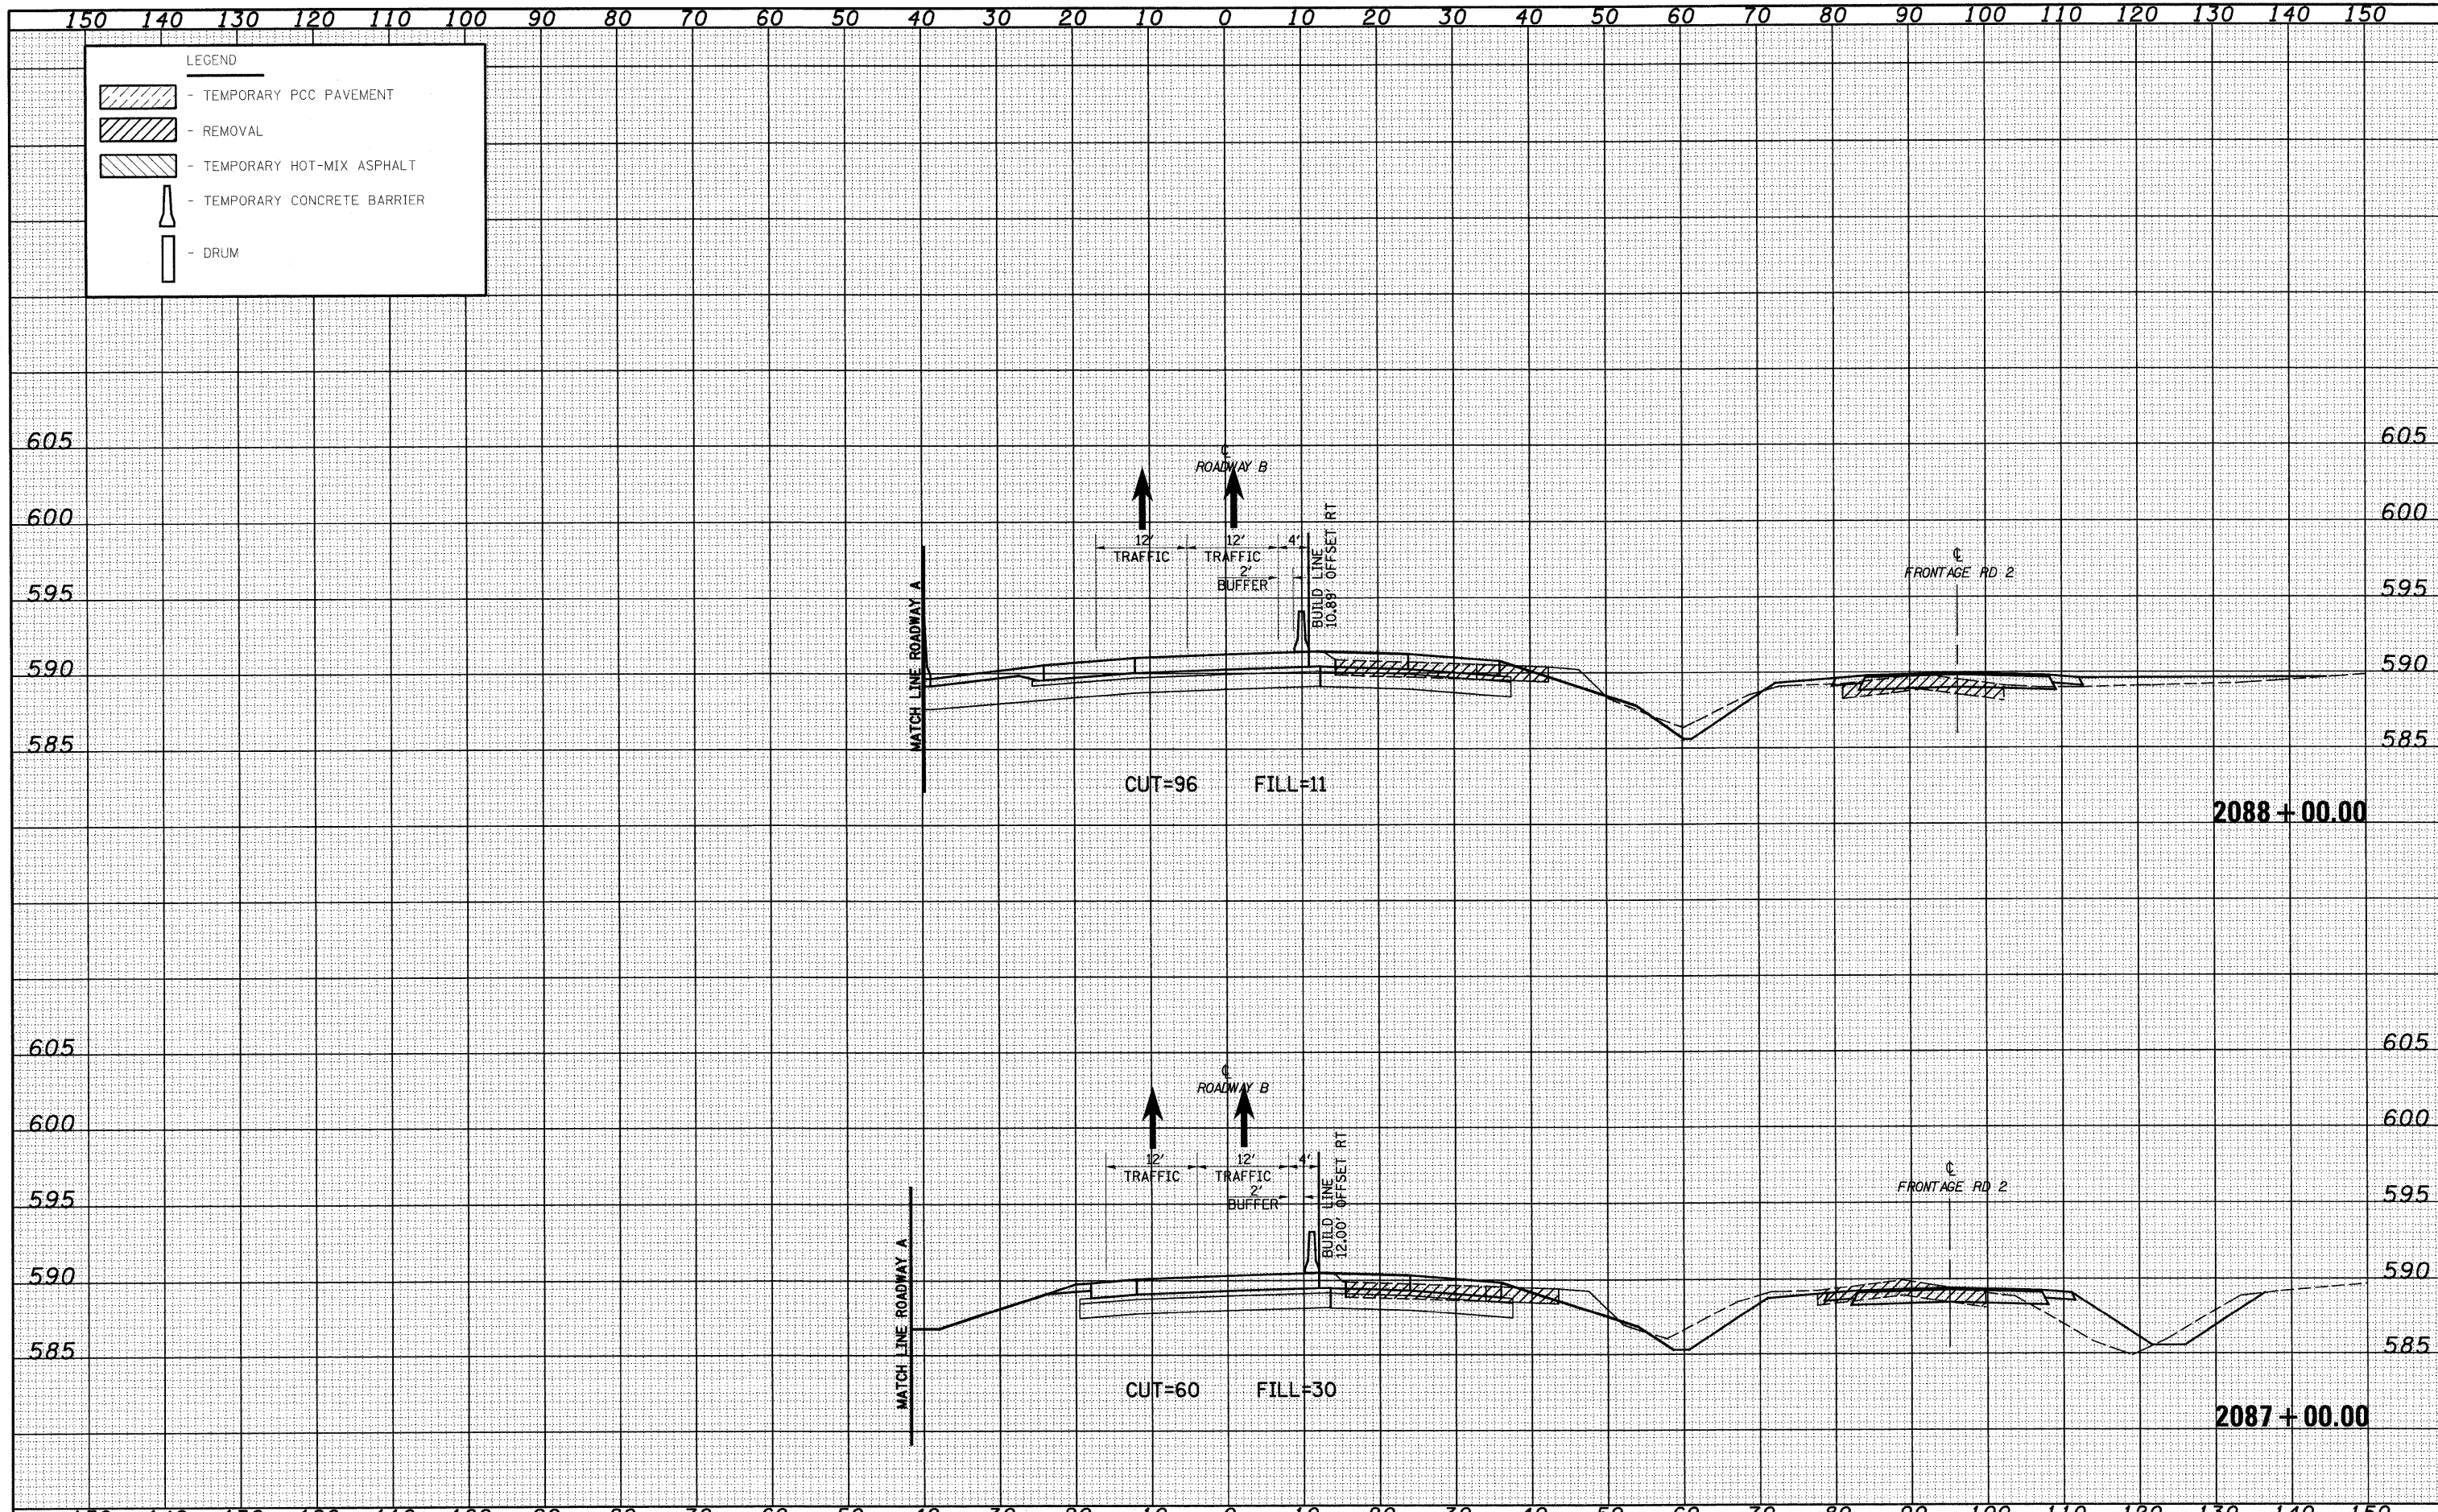 150 140 130 120 110 100 90 80 70 60 50 40 30 20 10 0 10 20 30 40 50 60 70 80 90 100 110 120 130 140 150
LEGEND
- TEMPORARY PCC PAVEMENT
- REMOVAL
- TEMPORARY HOT-MIX ASPHALT
- TEMPORARY CONCRETE BARRIER
- DRUM
605 605
℄
ROADWAY B
600 600
12' 12' 4'
TRAFFIC TRAFFIC
2'
BUFFER
BUILD LINE
10.89' OFFSET RT
℄
FRONTAGE RD 2
595 595
MATCH LINE ROADWAY A
590 590
585 585
CUT=96 FILL=11
2088+00.00
605 605
℄
ROADWAY B
600 600
12' 12' 4'
TRAFFIC TRAFFIC
2'
BUFFER
BUILD LINE
12.00' OFFSET RT
℄
FRONTAGE RD 2
595 595
MATCH LINE ROADWAY A
590 590
585 585
CUT=60 FILL=30
2087+00.00